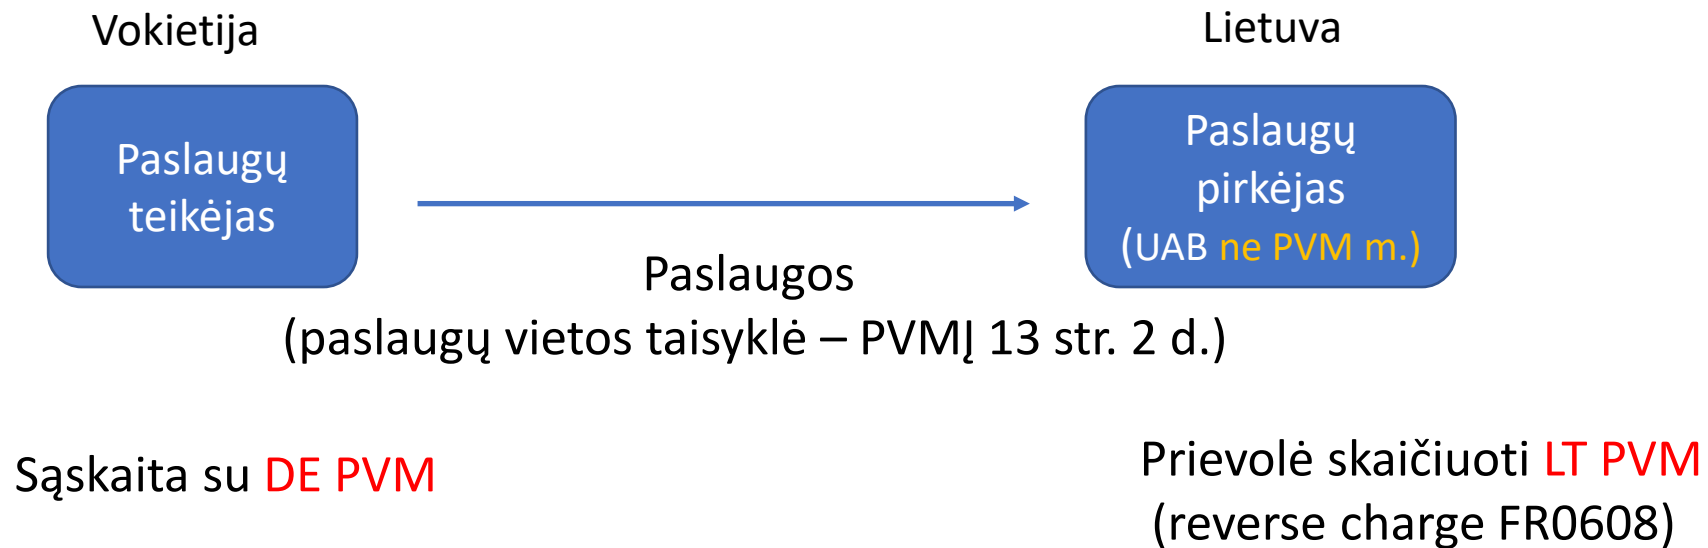 Vokietija
Lietuva
Paslaugų
teikėjas
Paslaugų
pirkėjas
(UAB ne PVM m.)
Paslaugos
(paslaugų vietos taisyklė – PVMĮ 13 str. 2 d.)
Sąskaita su DE PVM
Prievolė skaičiuoti LT PVM
(reverse charge FR0608)